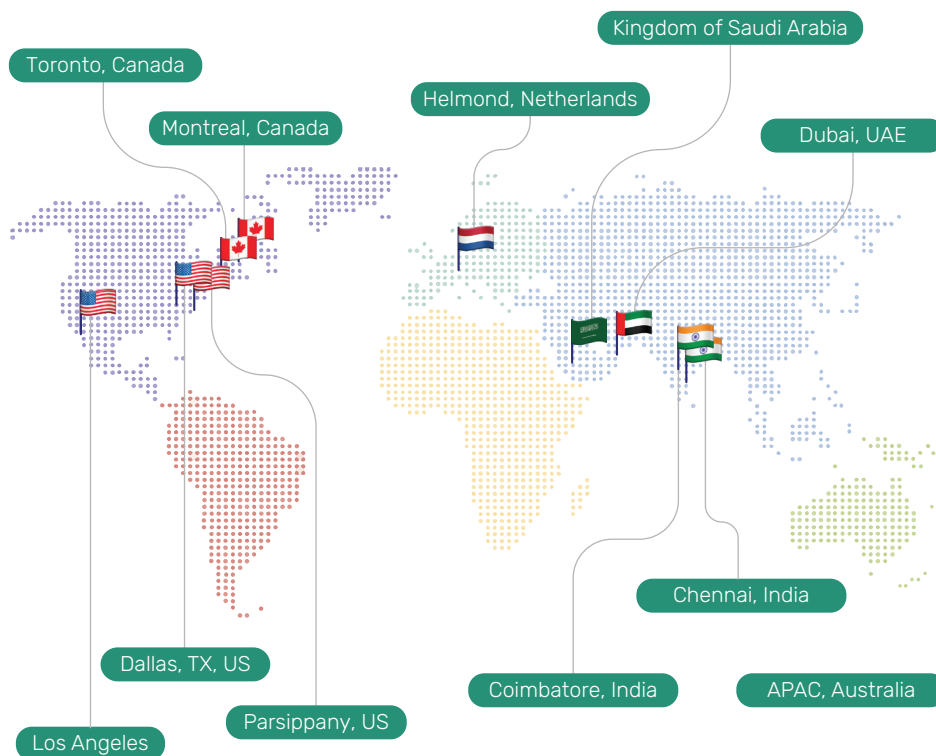 Kingdom of Saudi Arabia
Toronto, Canada
Helmond, Netherlands
Montreal, Canada
Dubai, UAE
Chennai, India
Dallas, TX, US
Coimbatore, India
APAC, Australia
Parsippany, US
Los Angeles